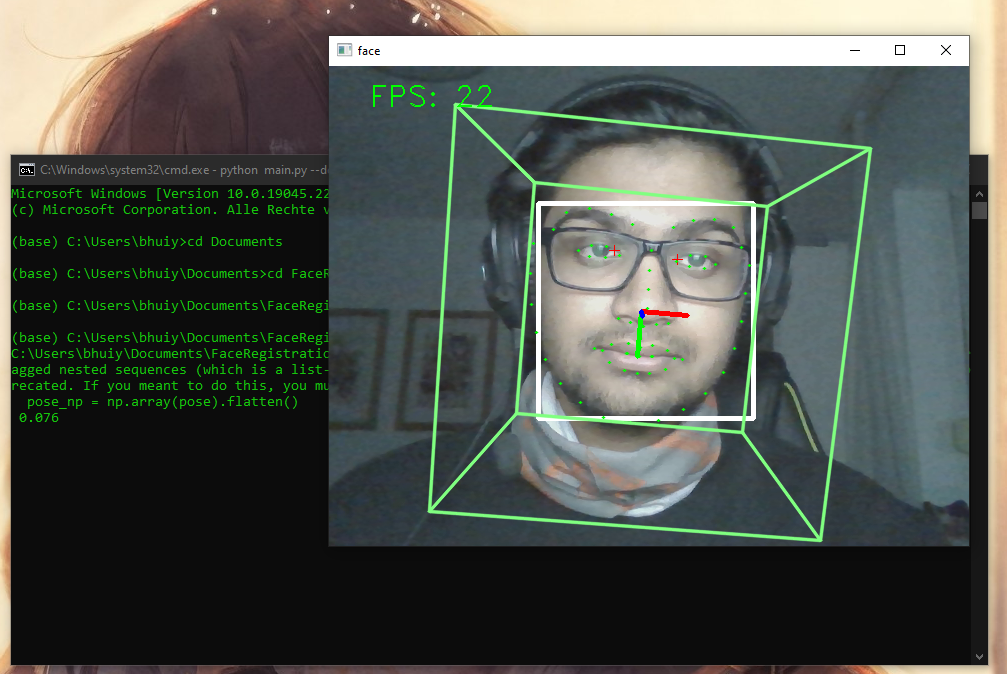 face
FPS: 22
C:\Windows\system32\cmd.exe - python  main.py --d
Microsoft Windows [Version 10.0.19045.22
(c) Microsoft Corporation. Alle Rechte v
(base) C:\Users\bhuiy>cd Documents
(base) C:\Users\bhuiy\Documents>cd FaceR
(base) C:\Users\bhuiy\Documents\FaceRegi
(base) C:\Users\bhuiy\Documents\FaceRegi
C:\Users\bhuiy\Documents\FaceRegistratio
agged nested sequences (which is a list-
recated. If you meant to do this, you mu
pose_np = np.array(pose).flatten()
0.076